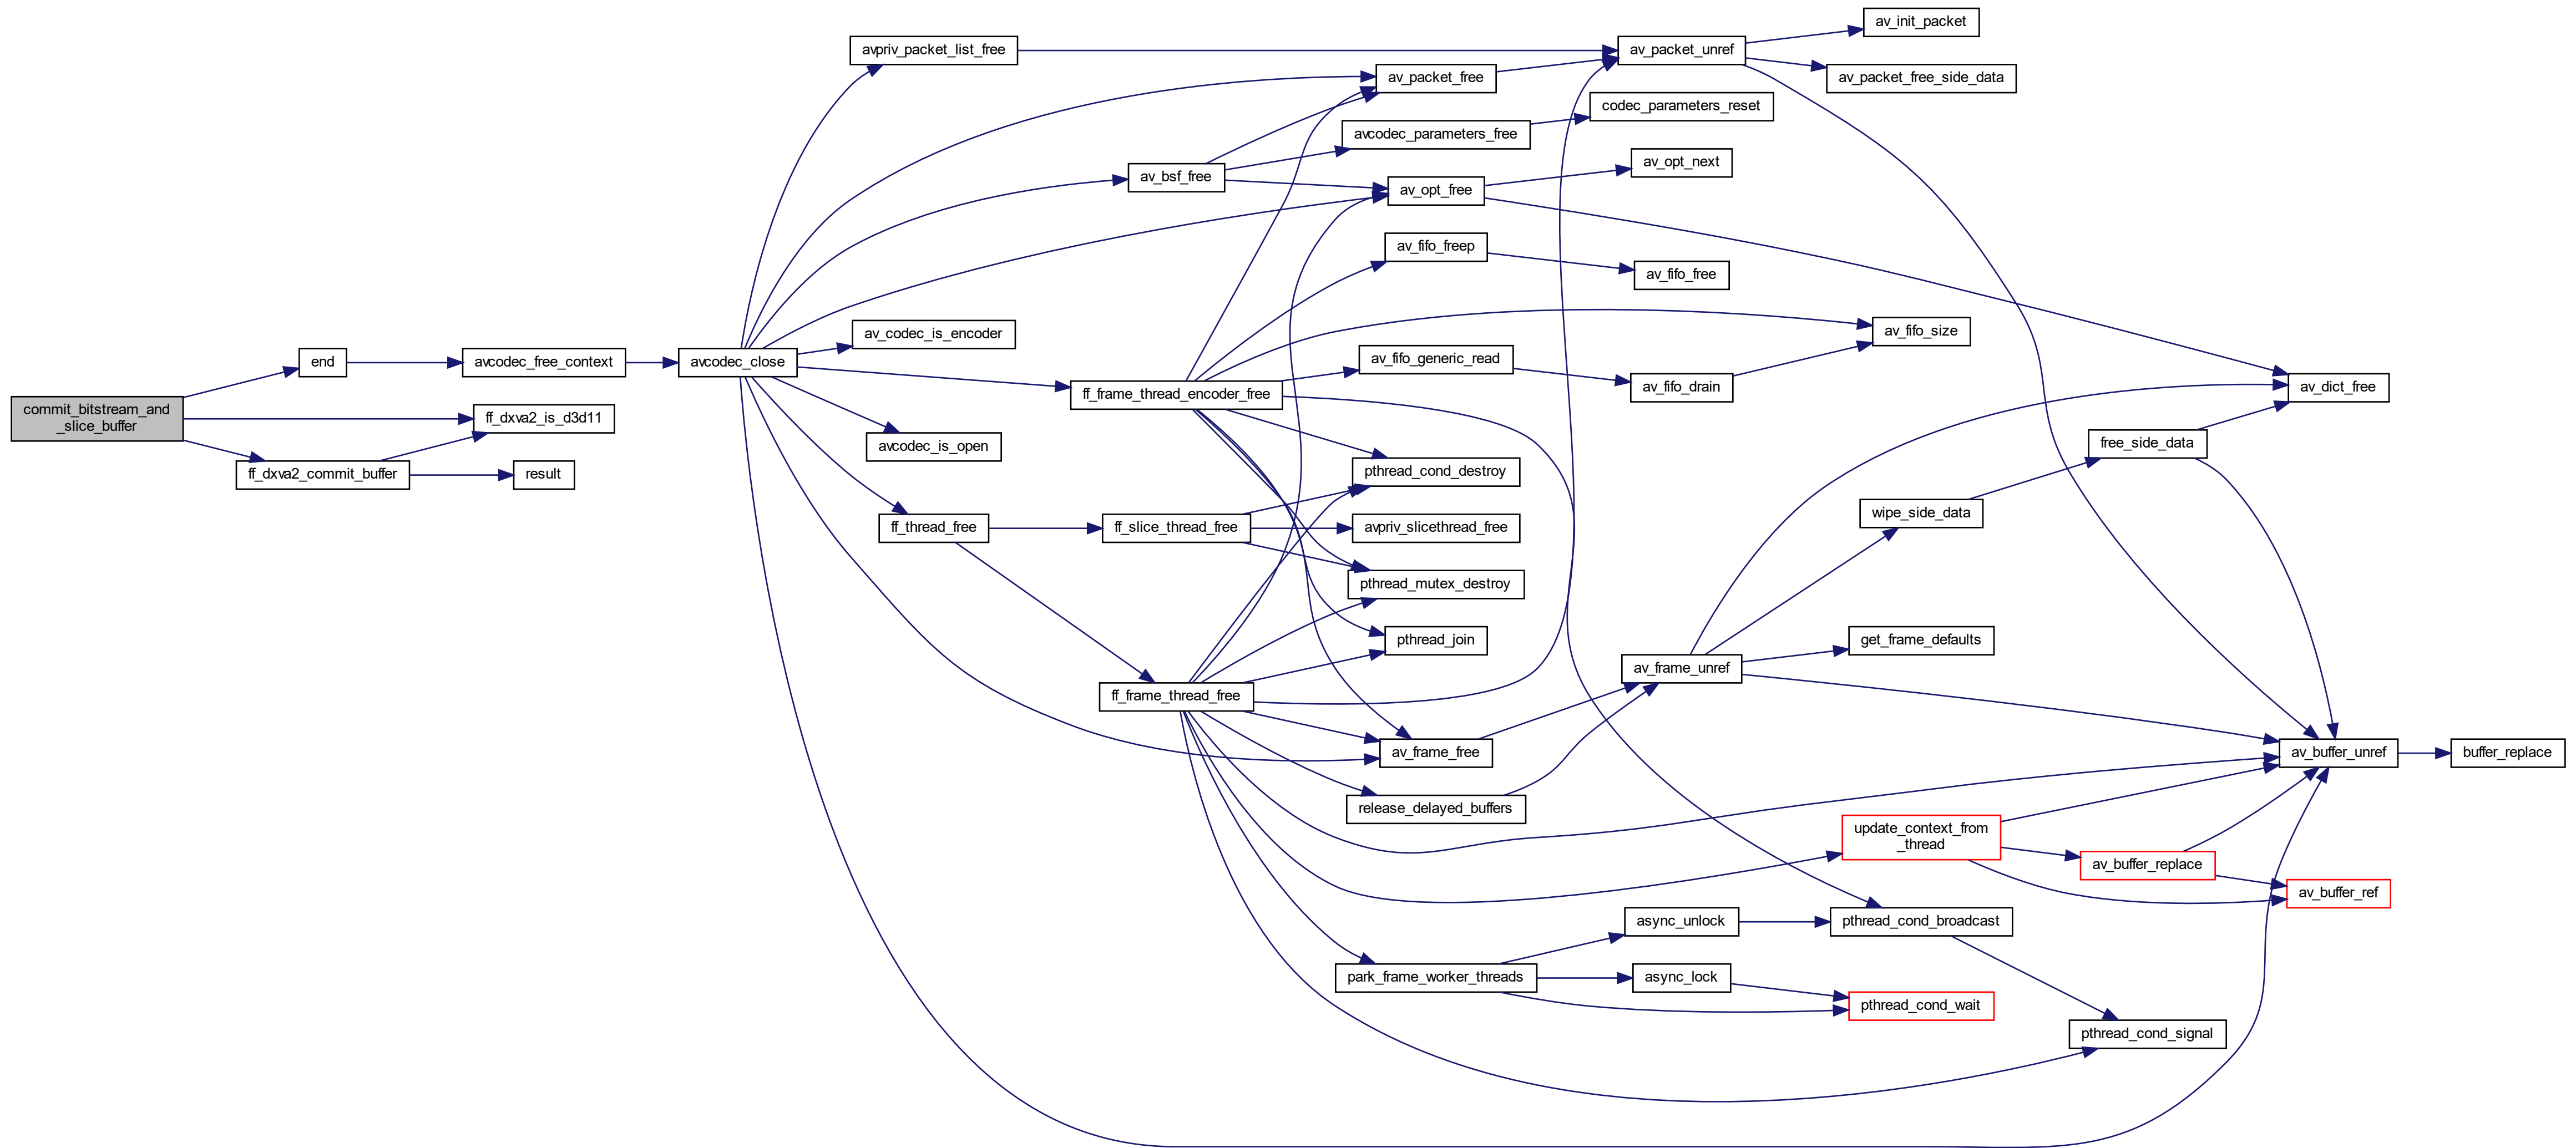 commit_bitstream_and
_slice_buffer
end
ff_dxva2_is_d3d11
ff_dxva2_commit_buffer
result
avcodec_free_context
avcodec_close
avpriv_packet_list_free
av_codec_is_encoder
avcodec_is_open
ff_thread_free
av_bsf_free
ff_frame_thread_encoder_free
ff_slice_thread_free
ff_frame_thread_free
av_packet_free
avcodec_parameters_free
av_opt_free
av_fifo_freep
av_fifo_generic_read
pthread_cond_destroy
avpriv_slicethread_free
pthread_mutex_destroy
pthread_join
av_frame_free
release_delayed_buffers
park_frame_worker_threads
av_packet_unref
codec_parameters_reset
av_opt_next
av_fifo_free
av_fifo_drain
av_frame_unref
async_unlock
async_lock
av_init_packet
av_packet_free_side_data
av_fifo_size
wipe_side_data
get_frame_defaults
update_context_from
_thread
pthread_cond_broadcast
pthread_cond_wait
free_side_data
av_buffer_replace
pthread_cond_signal
av_dict_free
av_buffer_unref
av_buffer_ref
buffer_replace